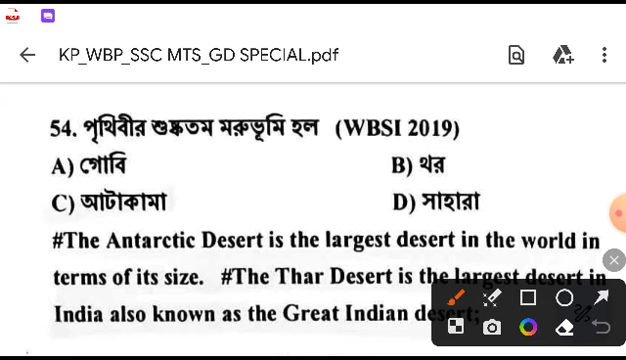 KP_WBP_SSC MTS_GD SPECIAL.pdf
54. পৃথিবীর শুষ্কতম মরুভূমি হল (WBSI 2019)
A) গোবি B) থর
C) আটাকামা D) সাহারা
#The Antarctic Desert is the largest desert in the world in
terms of its size. #The Thar Desert is the largest desert in
India also known as the Great Indian desert;